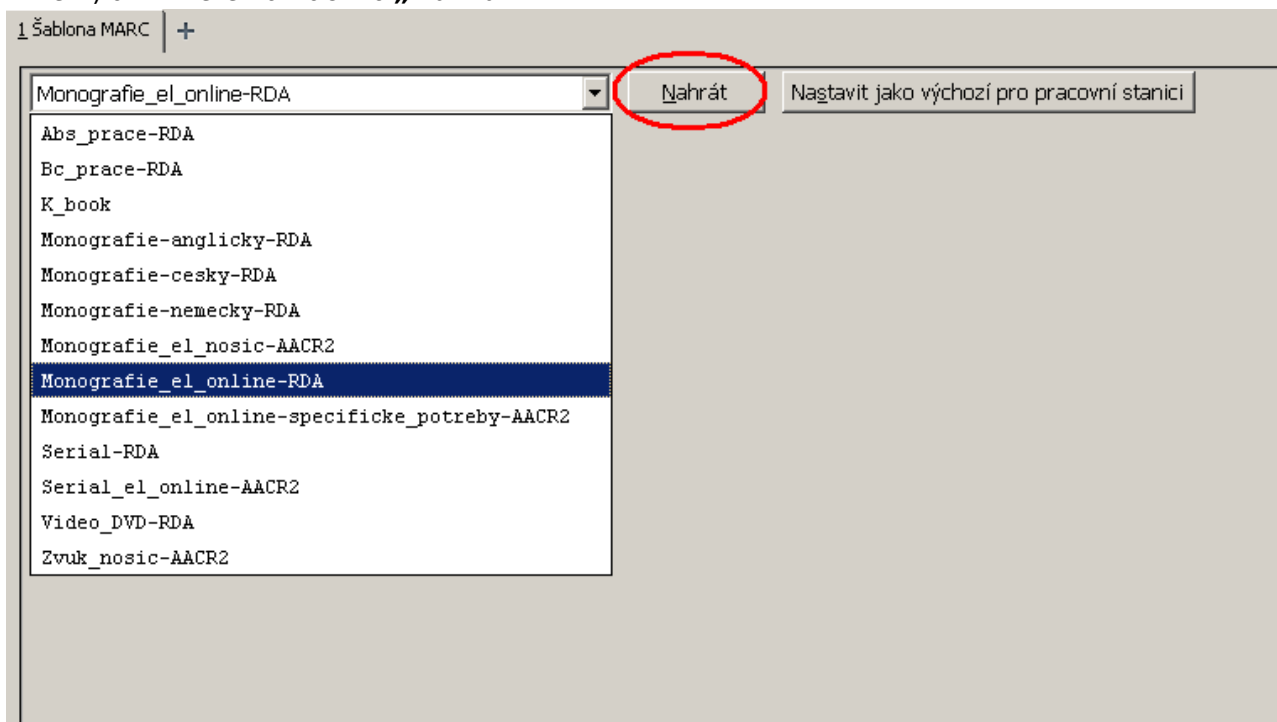 1 Šablona MARC
Monografie_el_online-RDA Nahrát Nastavit jako výchozí pro pracovní stanici
Abs_prace-RDA
Bc_prace-RDA
K_book
Monografie-anglicky-RDA
Monografie-cesky-RDA
Monografie-nemecky-RDA
Monografie_el_nosic-AACR2
Monografie_el_online-RDA
Monografie_el_online-specificke_potreby-AACR2
Serial-RDA
Serial_el_online-AACR2
Video_DVD-RDA
Zvuk_nosic-AACR2